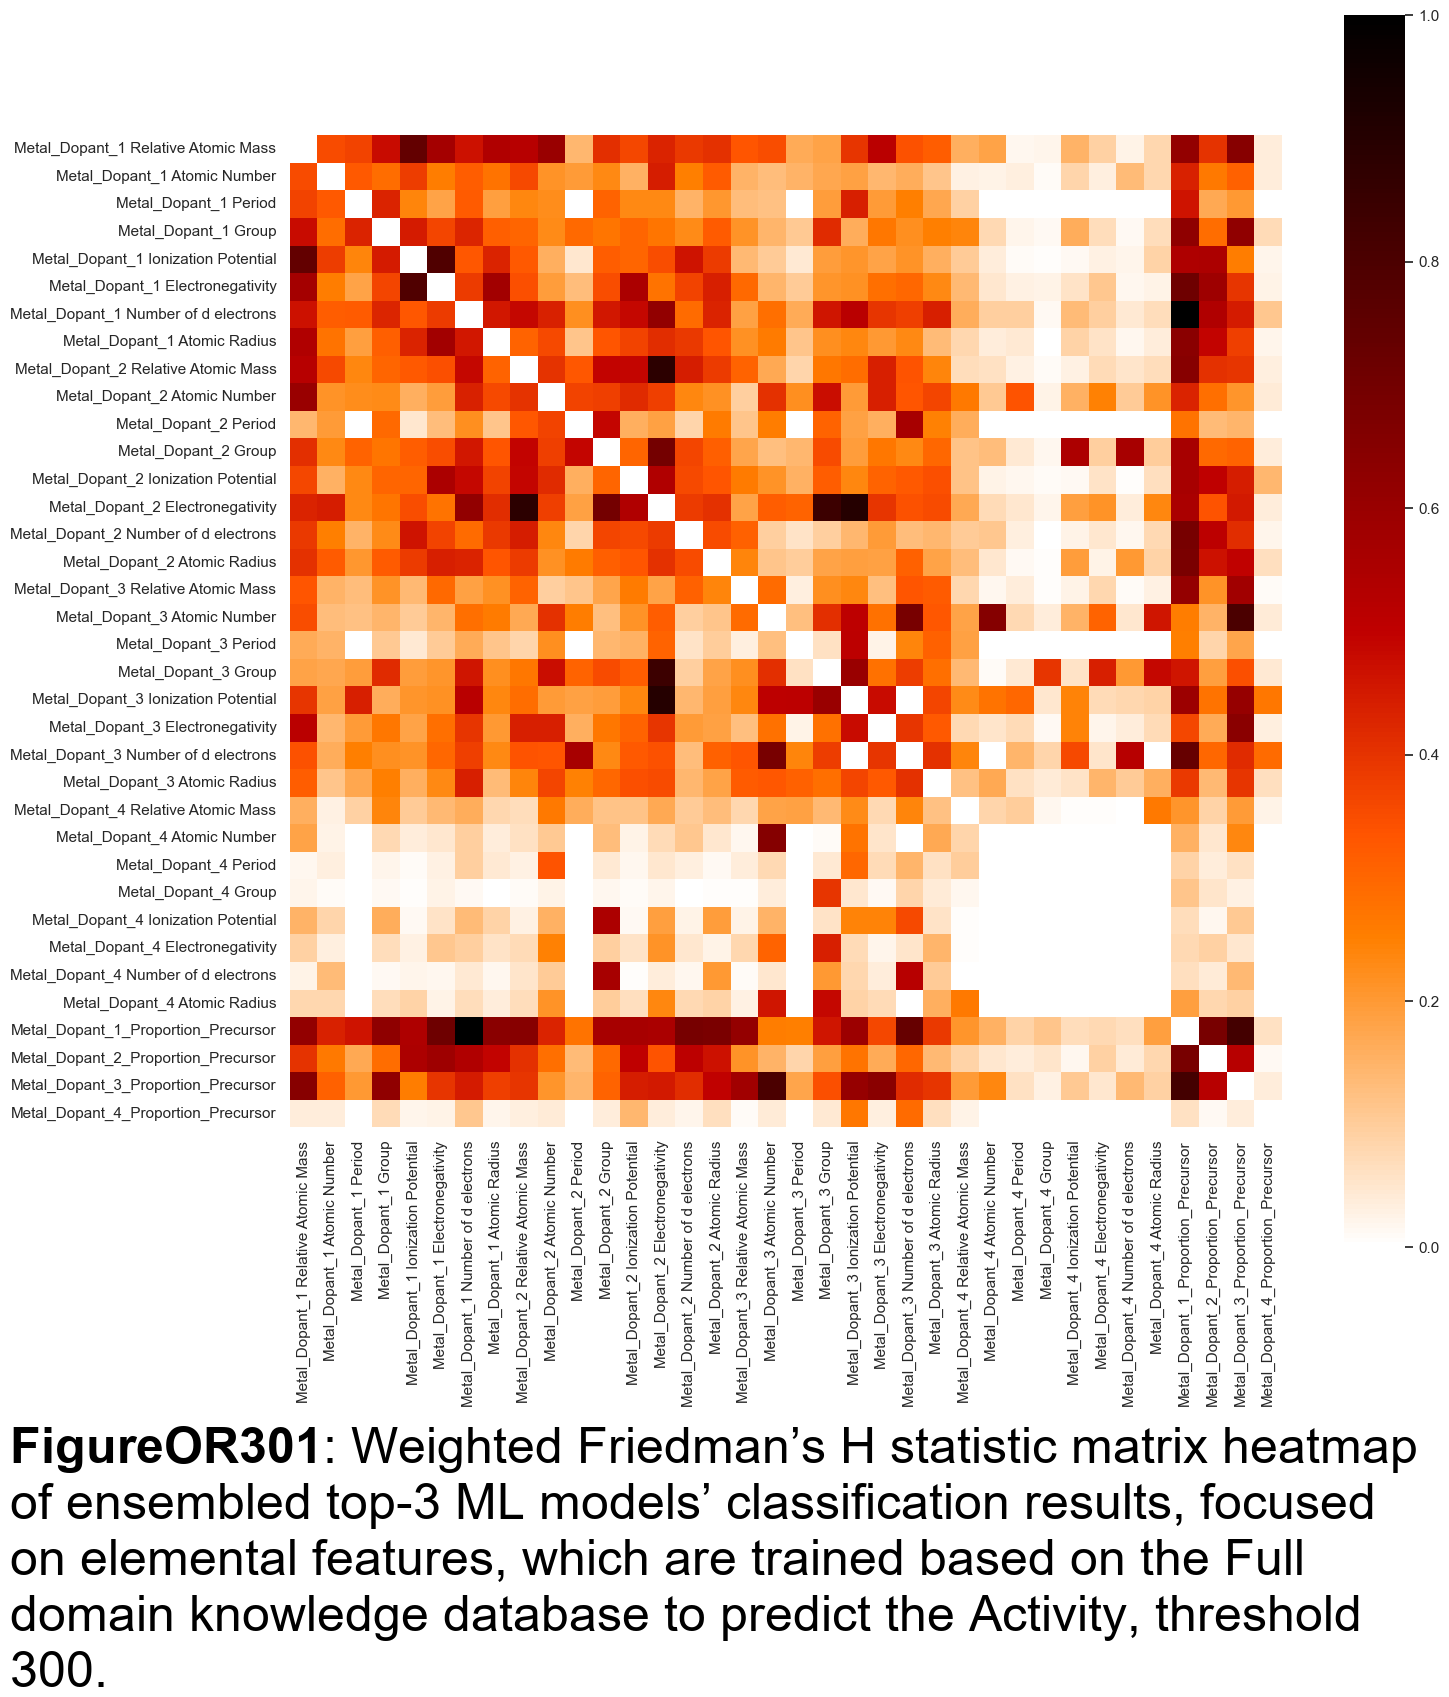 1.0
0.8
0.6
0.4
0.2
0.0
Metal_Dopant_1 Relative Atomic Mass
Metal_Dopant_1 Atomic Number
Metal_Dopant_1 Period
Metal_Dopant_1 Group
Metal_Dopant_1 Ionization Potential
Metal_Dopant_1 Electronegativity
Metal_Dopant_1 Number of d electrons
Metal_Dopant_1 Atomic Radius
Metal_Dopant_2 Relative Atomic Mass
Metal_Dopant_2 Atomic Number
Metal_Dopant_2 Period
Metal_Dopant_2 Group
Metal_Dopant_2 Ionization Potential
Metal_Dopant_2 Electronegativity
Metal_Dopant_2 Number of d electrons
Metal_Dopant_2 Atomic Radius
Metal_Dopant_3 Relative Atomic Mass
Metal_Dopant_3 Atomic Number
Metal_Dopant_3 Period
Metal_Dopant_3 Group
Metal_Dopant_3 Ionization Potential
Metal_Dopant_3 Electronegativity
Metal_Dopant_3 Number of d electrons
Metal_Dopant_3 Atomic Radius
Metal_Dopant_4 Relative Atomic Mass
Metal_Dopant_4 Atomic Number
Metal_Dopant_4 Period
Metal_Dopant_4 Group
Metal_Dopant_4 Ionization Potential
Metal_Dopant_4 Electronegativity
Metal_Dopant_4 Number of d electrons
Metal_Dopant_4 Atomic Radius
Metal_Dopant_1_Proportion_Precursor
Metal_Dopant_2_Proportion_Precursor
Metal_Dopant_3_Proportion_Precursor
Metal_Dopant_4_Proportion_Precursor
Metal_Dopant_1 Relative Atomic Mass
Metal_Dopant_1 Atomic Number
Metal_Dopant_1 Period
Metal_Dopant_1 Group
Metal_Dopant_1 Ionization Potential
Metal_Dopant_1 Electronegativity
Metal_Dopant_1 Number of d electrons
Metal_Dopant_1 Atomic Radius
Metal_Dopant_2 Relative Atomic Mass
Metal_Dopant_2 Atomic Number
Metal_Dopant_2 Period
Metal_Dopant_2 Group
Metal_Dopant_2 Ionization Potential
Metal_Dopant_2 Electronegativity
Metal_Dopant_2 Number of d electrons
Metal_Dopant_2 Atomic Radius
Metal_Dopant_3 Relative Atomic Mass
Metal_Dopant_3 Atomic Number
Metal_Dopant_3 Period
Metal_Dopant_3 Group
Metal_Dopant_3 Ionization Potential
Metal_Dopant_3 Electronegativity
Metal_Dopant_3 Number of d electrons
Metal_Dopant_3 Atomic Radius
Metal_Dopant_4 Relative Atomic Mass
Metal_Dopant_4 Atomic Number
Metal_Dopant_4 Period
Metal_Dopant_4 Group
Metal_Dopant_4 Ionization Potential
Metal_Dopant_4 Electronegativity
Metal_Dopant_4 Number of d electrons
Metal_Dopant_4 Atomic Radius
Metal_Dopant_1_Proportion_Precursor
Metal_Dopant_2_Proportion_Precursor
Metal_Dopant_3_Proportion_Precursor
Metal_Dopant_4_Proportion_Precursor
FigureOR301: Weighted Friedman’s H statistic matrix heatmap
of ensembled top-3 ML models’ classification results, focused
on elemental features, which are trained based on the Full
domain knowledge database to predict the Activity, threshold
300.